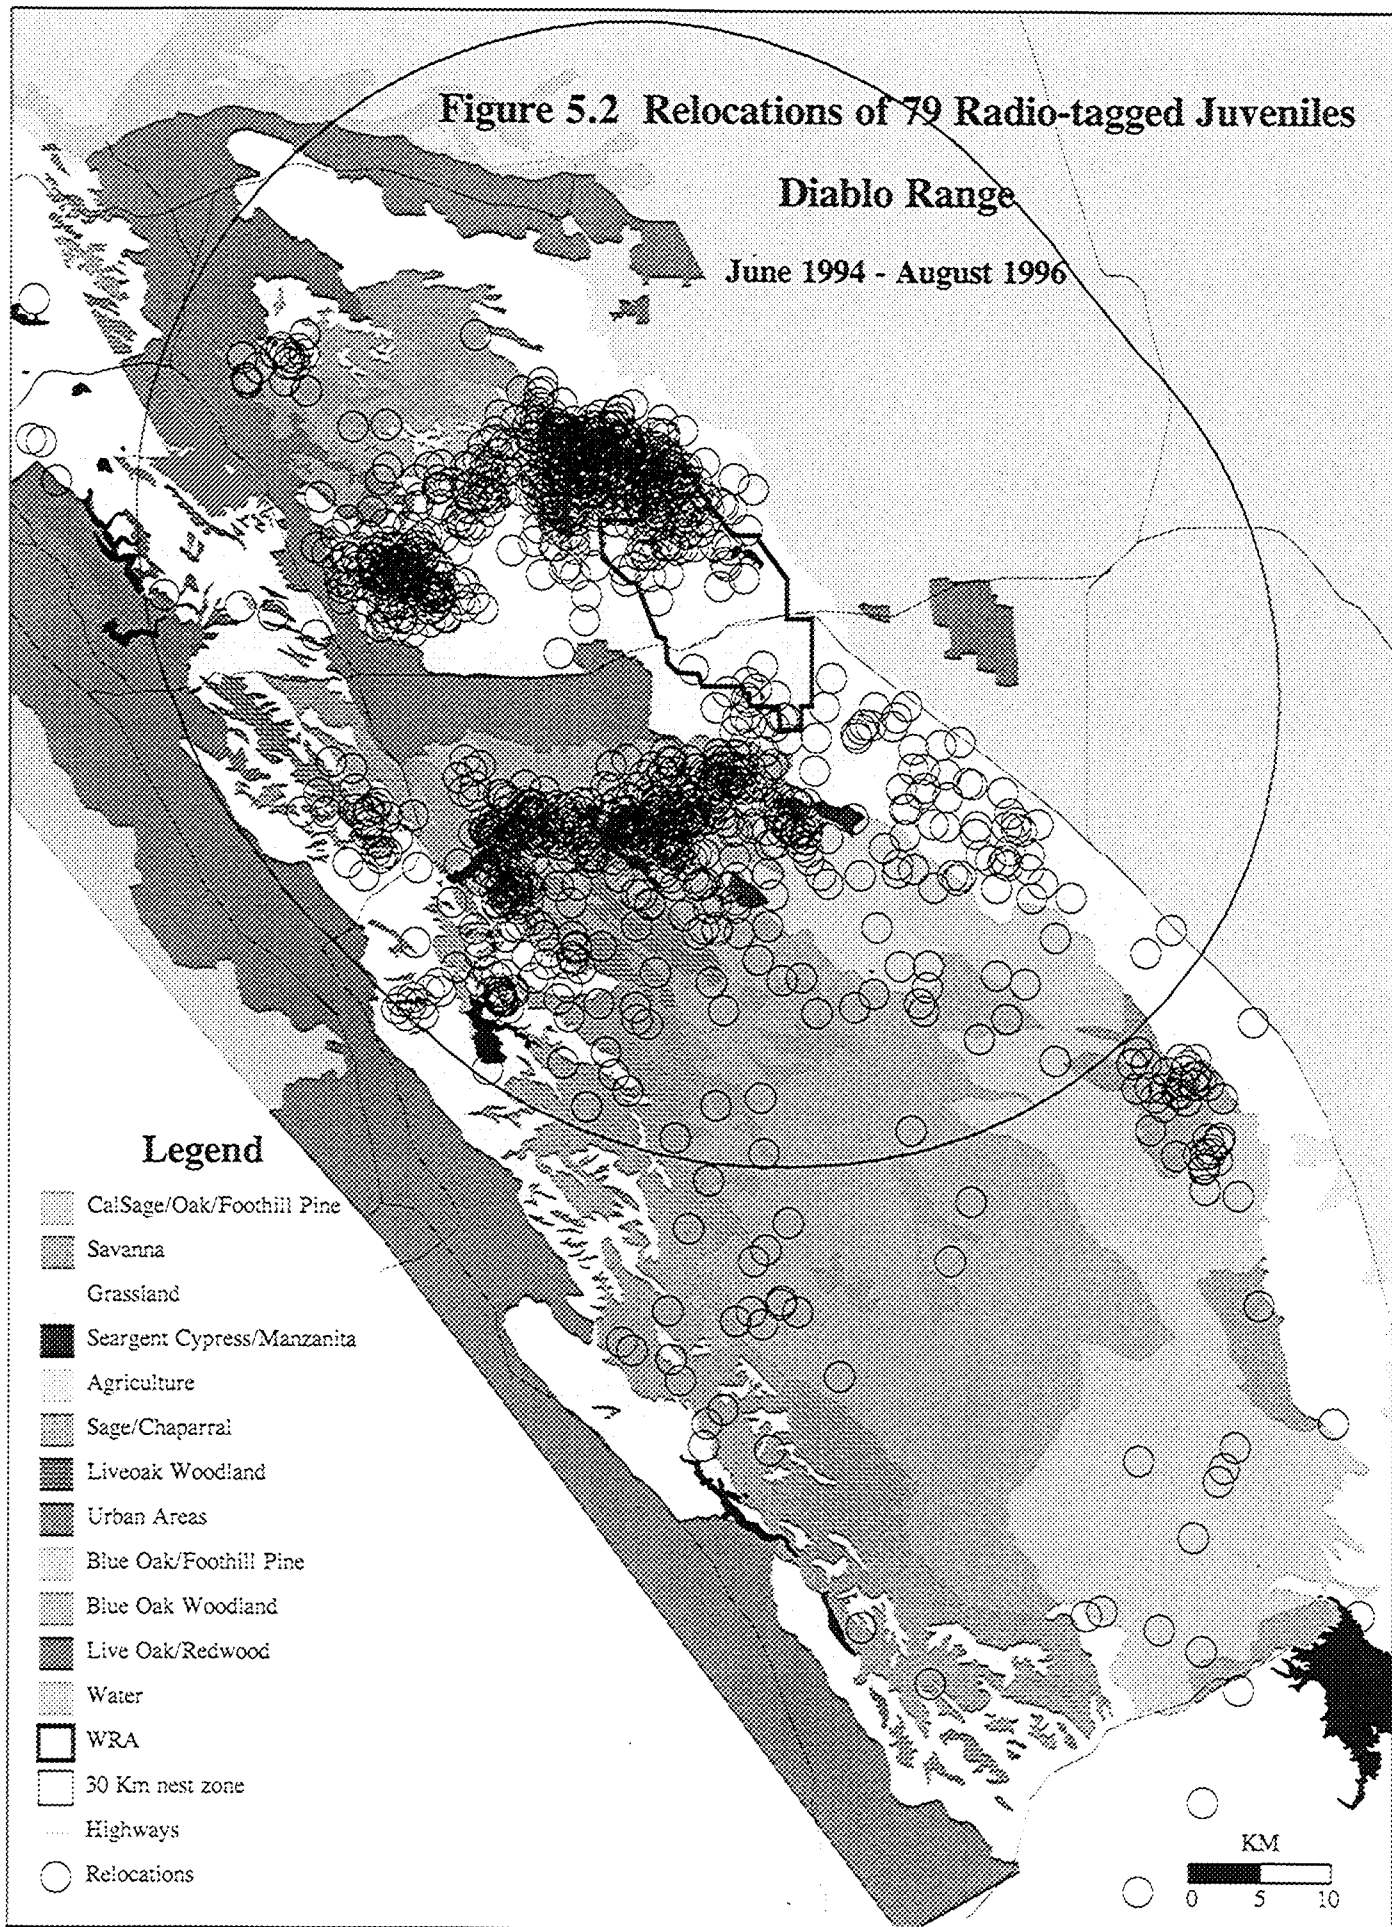 Figure 5.2 Relocations of 79 Radio-tagged Juveniles
Diablo Range
June 1994 - August 1996
Legend
CalSage/Oak/Foothill Pine
Savanna
Grassland
Seargent Cypress/Manzanita
Agriculture
Sage/Chaparral
Liveoak Woodland
Urban Areas
Blue Oak/Foothill Pine
Blue Oak Woodland
Live Oak/Redwood
Water
WRA
30 Km nest zone
Highways
Relocations
KM
0 5 10